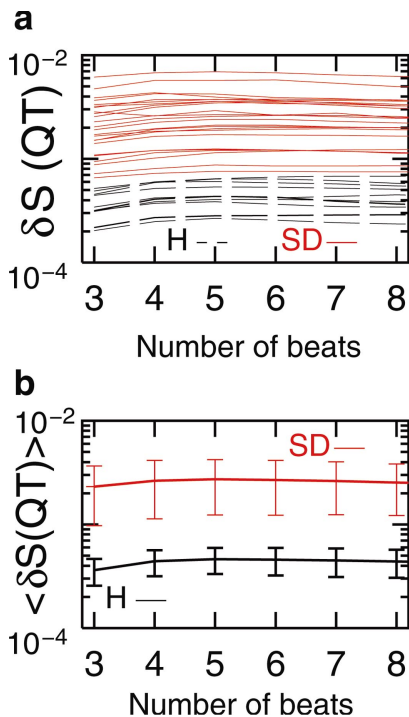 a
10⁻²
δS (QT)
H -- SD —
10⁻⁴
3 4 5 6 7 8
Number of beats
b
10⁻²
SD —
<δS(QT)>
H —
10⁻⁴
3 4 5 6 7 8
Number of beats